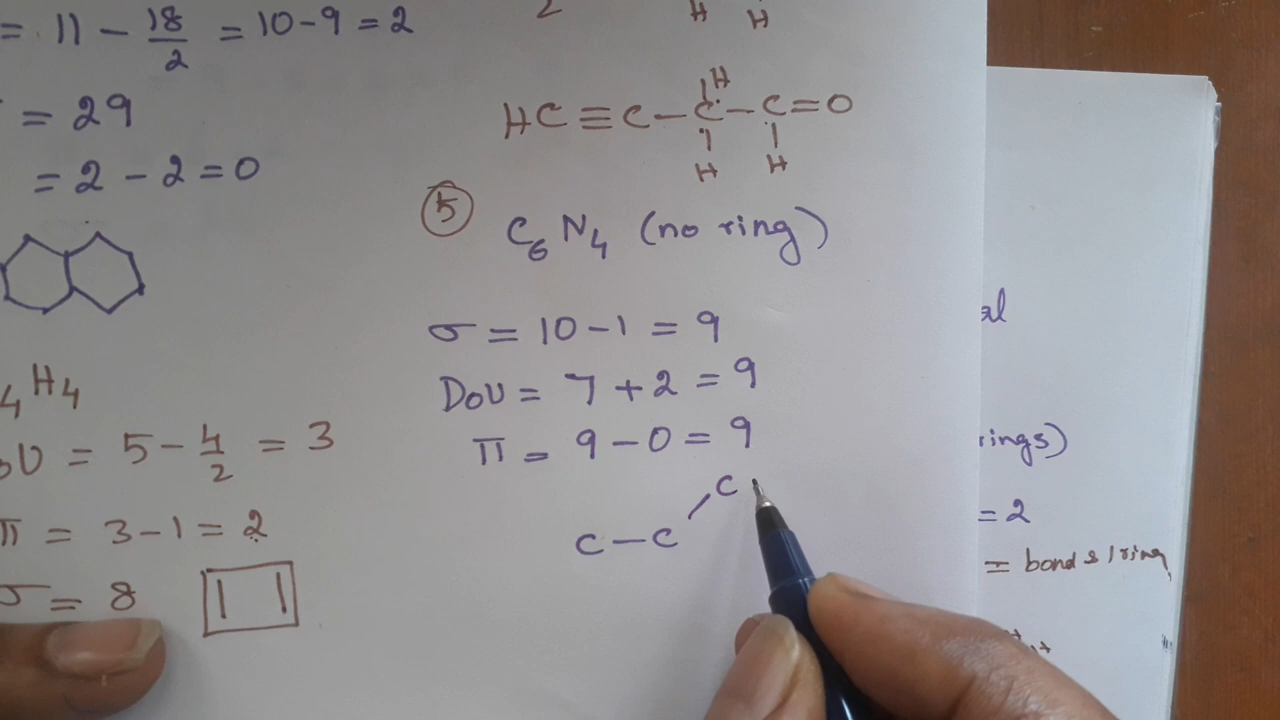 = 11 - 18/2 = 10-9 = 2
= 29
= 2 - 2 = 0
4H4
DOU = 5 - 4/2 = 3
π = 3-1 = 2
σ = 8
2
H H
H
HC≡C-C-C=O
H H
5
C6N4 (no ring)
σ = 10-1 = 9
DOU = 7+2 = 9
π = 9-0 = 9
C
C-C
al
rings)
= 2
= bonds/ring